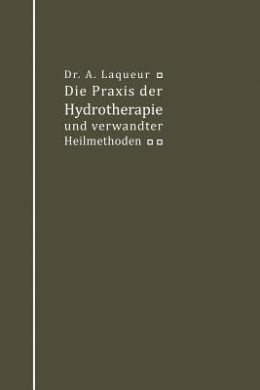 Dr. A. Laqueur ▫
Die Praxis der
Hydrotherapie
und verwandter
Heilmethoden ▫ ▫